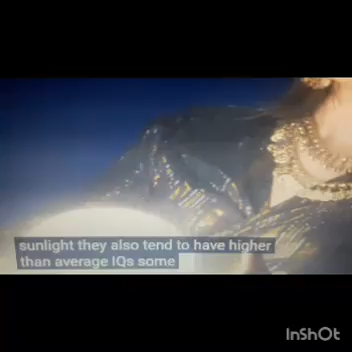 sunlight they also tend to have higher
than average IQs some
InShOt